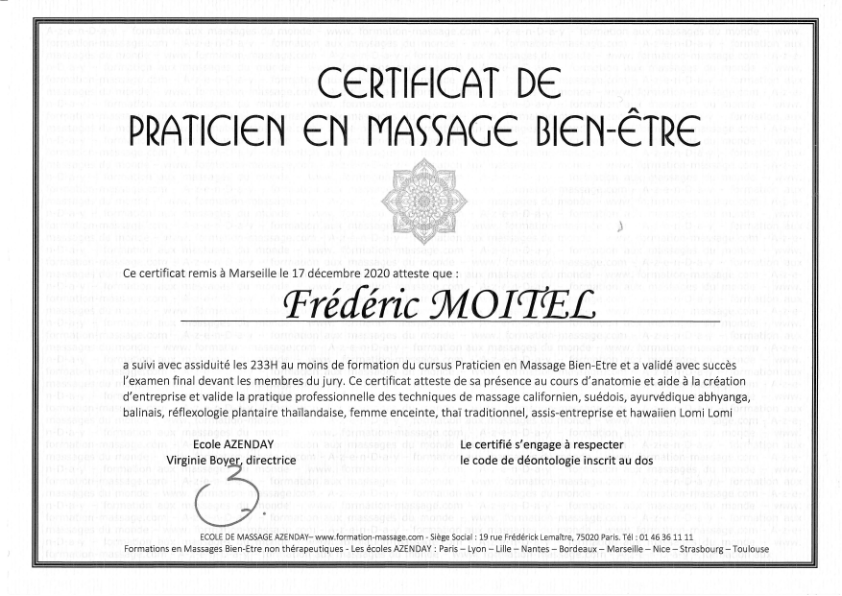 CERTIFICAT DE
PRATICIEN EN MASSAGE BIEN-ÊTRE
Ce certificat remis à Marseille le 17 décembre 2020 atteste que :
Frédéric MOITEL
a suivi avec assiduité les 233H au moins de formation du cursus Praticien en Massage Bien-Etre et a validé avec succès
l'examen final devant les membres du jury. Ce certificat atteste de sa présence au cours d'anatomie et aide à la création
d'entreprise et valide la pratique professionnelle des techniques de massage californien, suédois, ayurvédique abhyanga,
balinais, réflexologie plantaire thaïlandaise, femme enceinte, thaï traditionnel, assis-entreprise et hawaiien Lomi Lomi
Ecole AZENDAY
Virginie Boyer, directrice
Le certifié s'engage à respecter
le code de déontologie inscrit au dos
ECOLE DE MASSAGE AZENDAY– www.formation-massage.com - Siège Social : 19 rue Frédérick Lemaître, 75020 Paris. Tél : 01 46 36 11 11
Formations en Massages Bien-Etre non thérapeutiques - Les écoles AZENDAY : Paris – Lyon – Lille – Nantes – Bordeaux – Marseille – Nice – Strasbourg – Toulouse